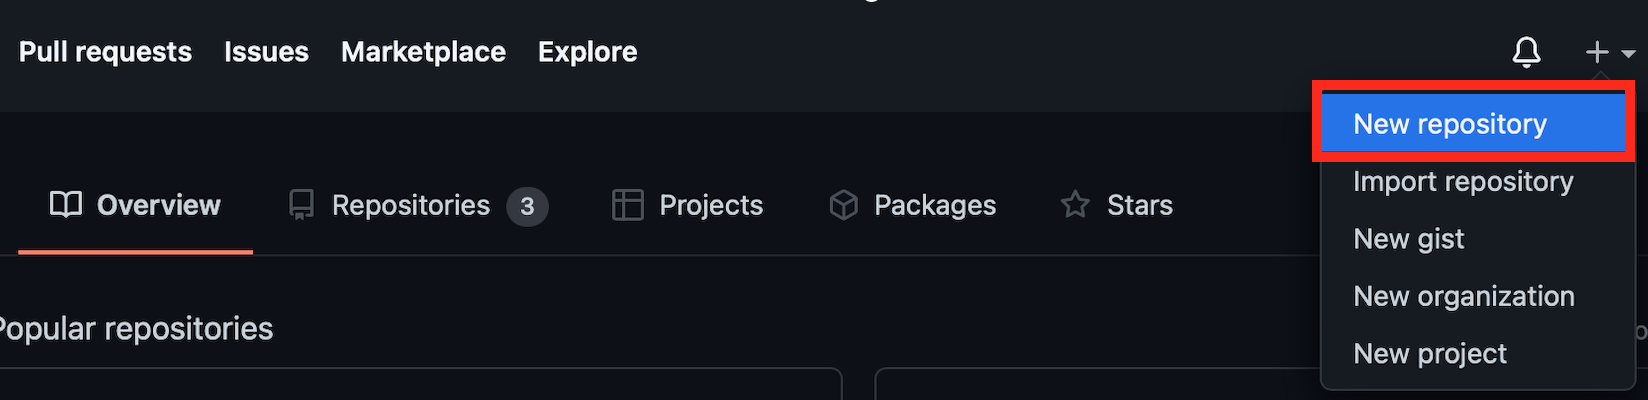 Pull requests Issues Marketplace Explore
New repository
Import repository
New gist
New organization
New project
Overview Repositories 3 Projects Packages Stars
Popular repositories